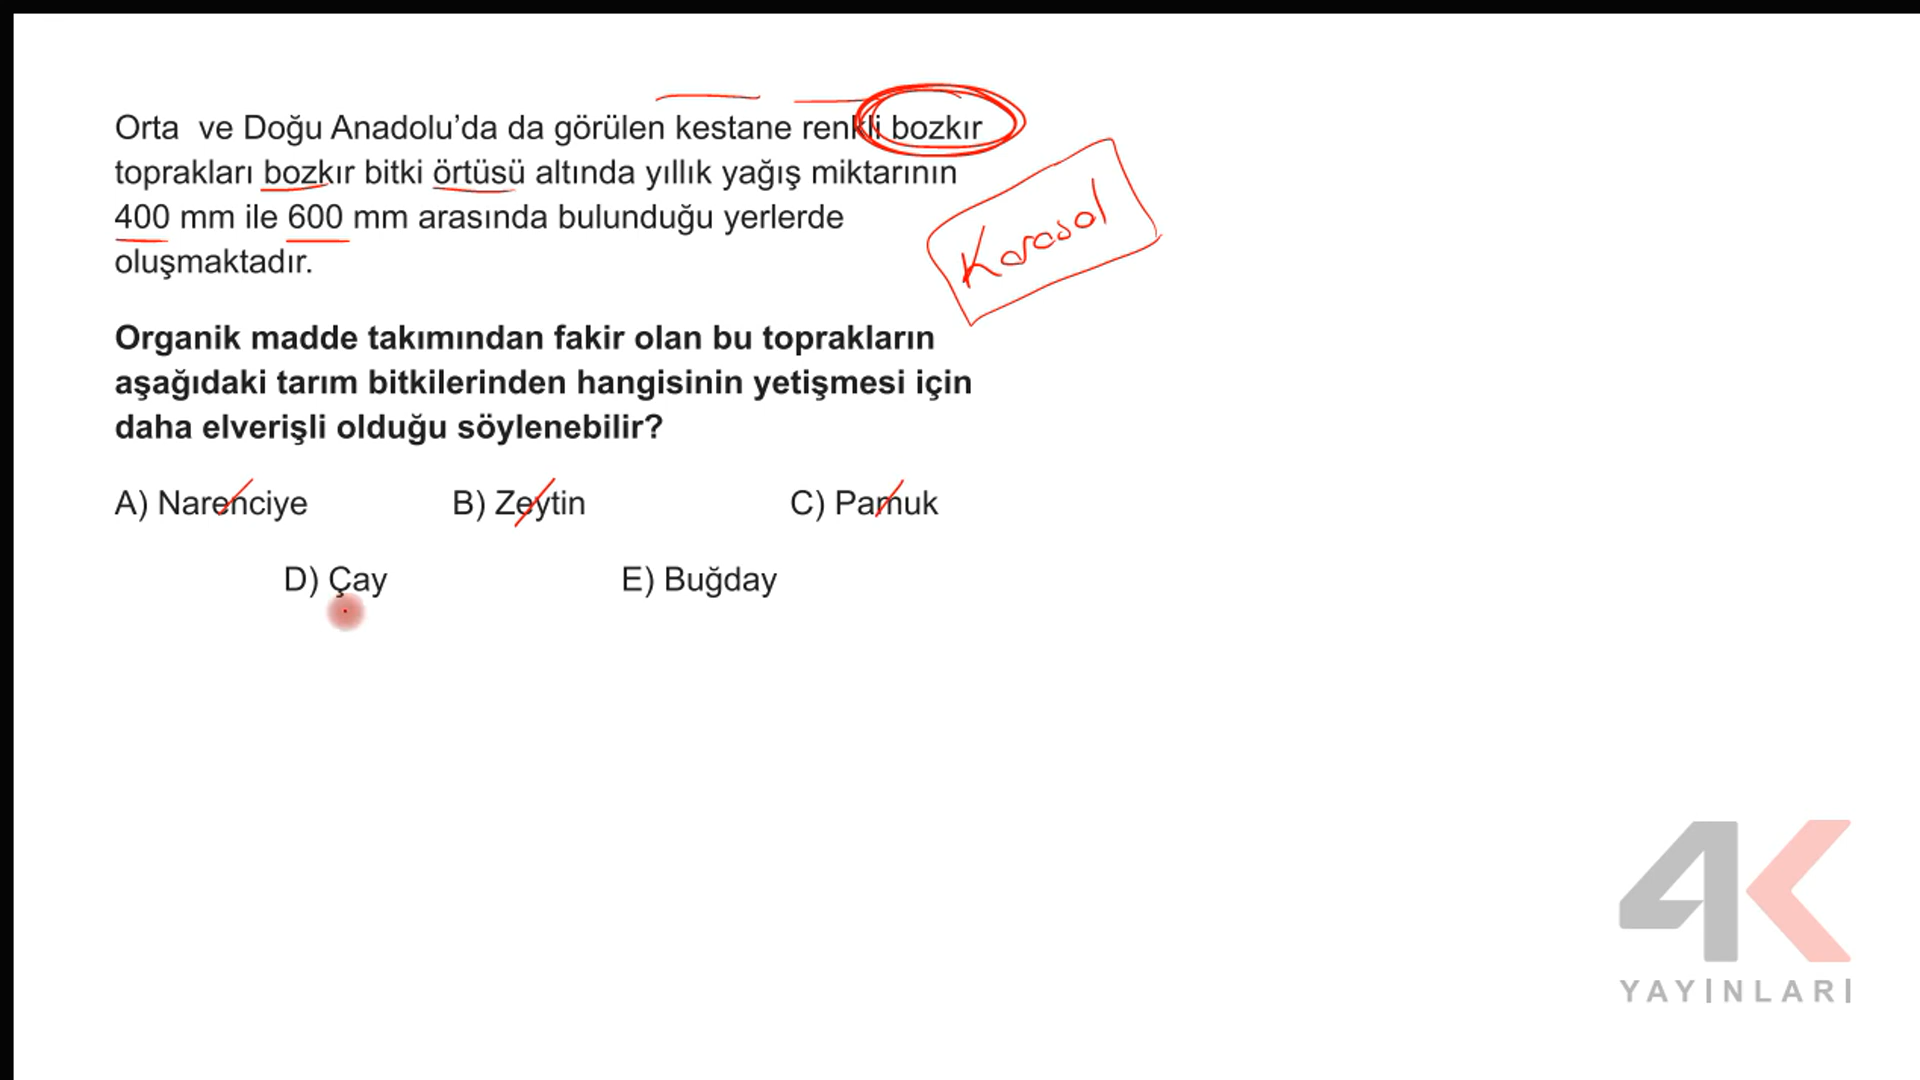 Orta ve Doğu Anadolu’da da görülen kestane renkli bozkır
toprakları bozkır bitki örtüsü altında yıllık yağış miktarının
400 mm ile 600 mm arasında bulunduğu yerlerde
oluşmaktadır.
Karasal
Organik madde takımından fakir olan bu toprakların
aşağıdaki tarım bitkilerinden hangisinin yetişmesi için
daha elverişli olduğu söylenebilir?
A) Narenciye B) Zeytin C) Pamuk
D) Çay E) Buğday
4K
YAYINLARI